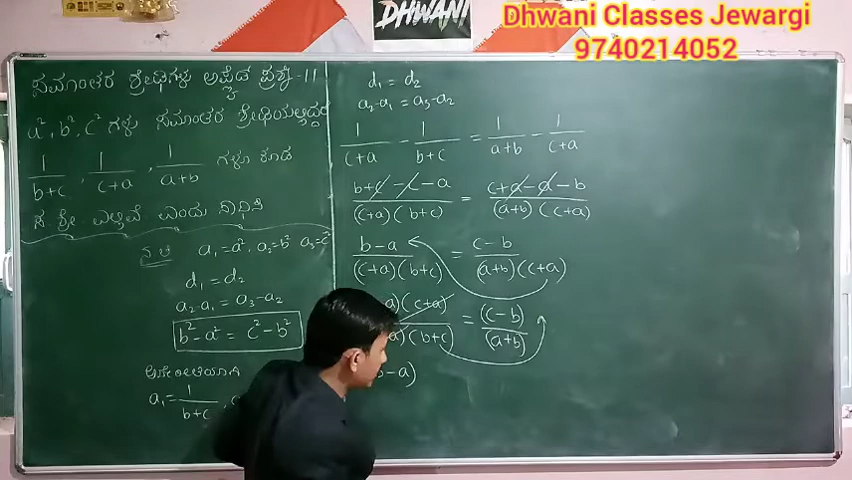 DHWANI
Dhwani Classes Jewargi
9740214052
ಸಮಾಂತರ ಶ್ರೇಢಿಗಳು ಅಪ್ಲೈಡ್ ಪ್ರಶ್ನೆ-11
a², b², c² ಗಳು ಸಮಾಂತರ ಶ್ರೇಢಿಯಲ್ಲಿದ್ದರೆ
1/(b+c) , 1/(c+a) , 1/(a+b) ಗಳೂ ಕೂಡ
ಸ.ಶ್ರೇ ಎಲ್ಲಿವೆ ಎಂದು ಸಾಧಿಸಿ
a₁=a², a₂=b² a₃=c²
d₁ = d₂
a₂-a₁ = a₃-a₂
b²-a² = c²-b²
a₁ = 1/(b+c) ,
d₁ = d₂
a₂-a₁ = a₃-a₂
1/(c+a) - 1/(b+c) = 1/(a+b) - 1/(c+a)
(b+c-c-a)/((c+a)(b+c)) = (c+a-a-b)/((a+b)(c+a))
(b-a)/((c+a)(b+c)) = (c-b)/((a+b)(c+a))
a)(c+a)/a)(b+c) = (c-b)/(a+b)
-a)